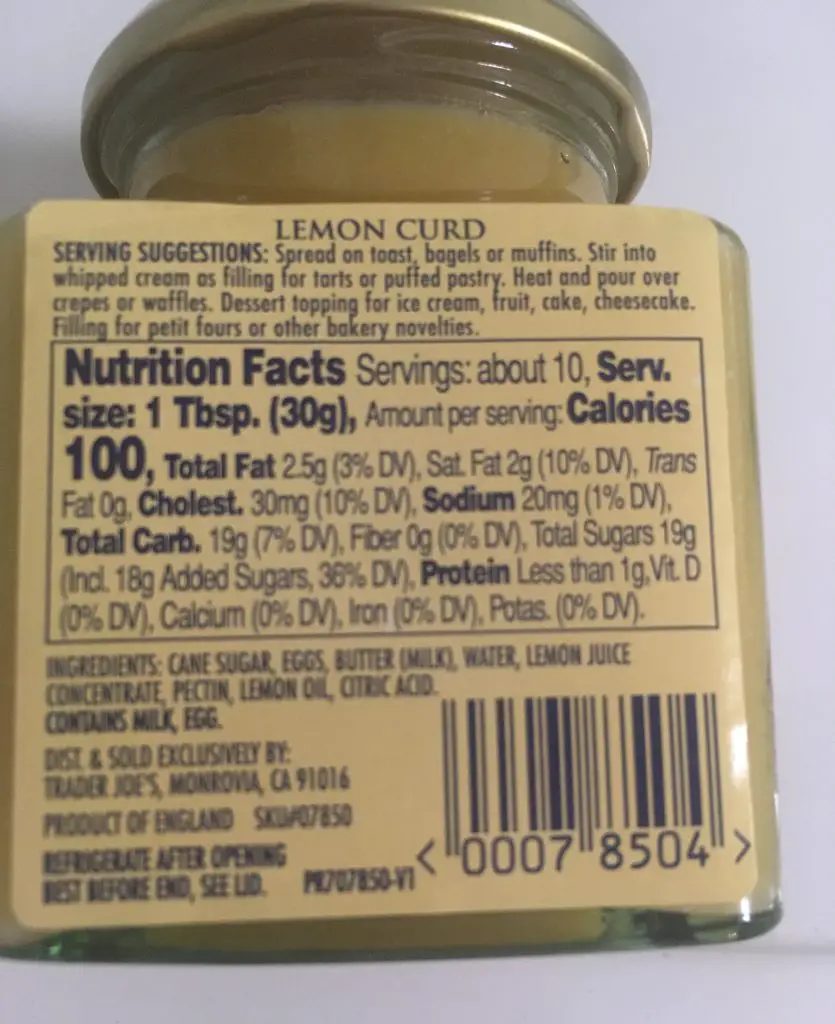 LEMON CURD
SERVING SUGGESTIONS: Spread on toast, bagels or muffins. Stir into
whipped cream as filling for tarts or puffed pastry. Heat and pour over
crepes or waffles. Dessert topping for ice cream, fruit, cake, cheesecake.
Filling for petit fours or other bakery novelties.
Nutrition Facts Servings: about 10, Serv.
size: 1 Tbsp. (30g), Amount per serving: Calories
100, Total Fat 2.5g (3% DV), Sat. Fat 2g (10% DV), Trans
Fat 0g, Cholest. 30mg (10% DV), Sodium 20mg (1% DV),
Total Carb. 19g (7% DV), Fiber 0g (0% DV), Total Sugars 19g
(Incl. 18g Added Sugars, 36% DV), Protein Less than 1g, Vit. D
(0% DV), Calcium (0% DV), Iron (0% DV), Potas. (0% DV).
INGREDIENTS: CANE SUGAR, EGGS, BUTTER (MILK), WATER, LEMON JUICE
CONCENTRATE, PECTIN, LEMON OIL, CITRIC ACID.
CONTAINS MILK, EGG.
DIST. & SOLD EXCLUSIVELY BY:
TRADER JOE'S, MONROVIA, CA 91016
PRODUCT OF ENGLAND SKU#07850
REFRIGERATE AFTER OPENING
BEST BEFORE END, SEE LID. PR707850-V1
< 0007 8504 >